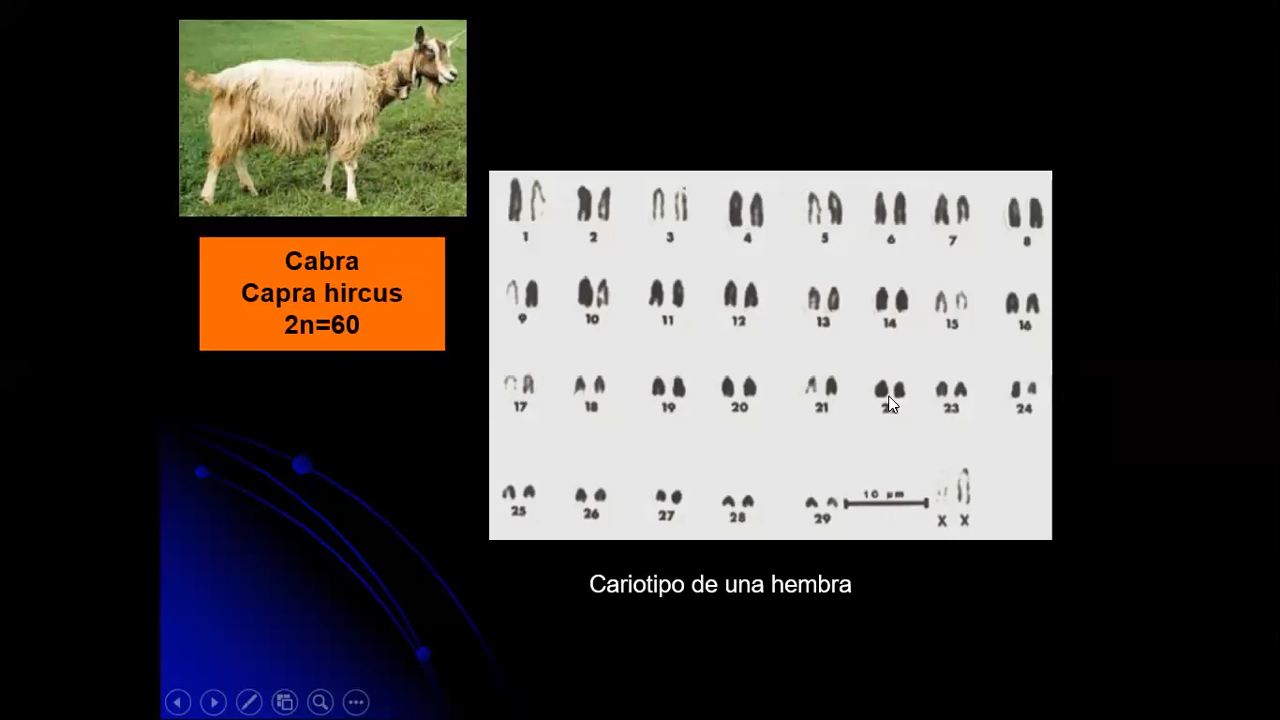 Cabra
Capra hircus
2n=60
1 2 3 4 5 6 7 8
9 10 11 12 13 14 15 16
17 18 19 20 21 23 24
10 µm
25 26 27 28 29 X X
Cariotipo de una hembra